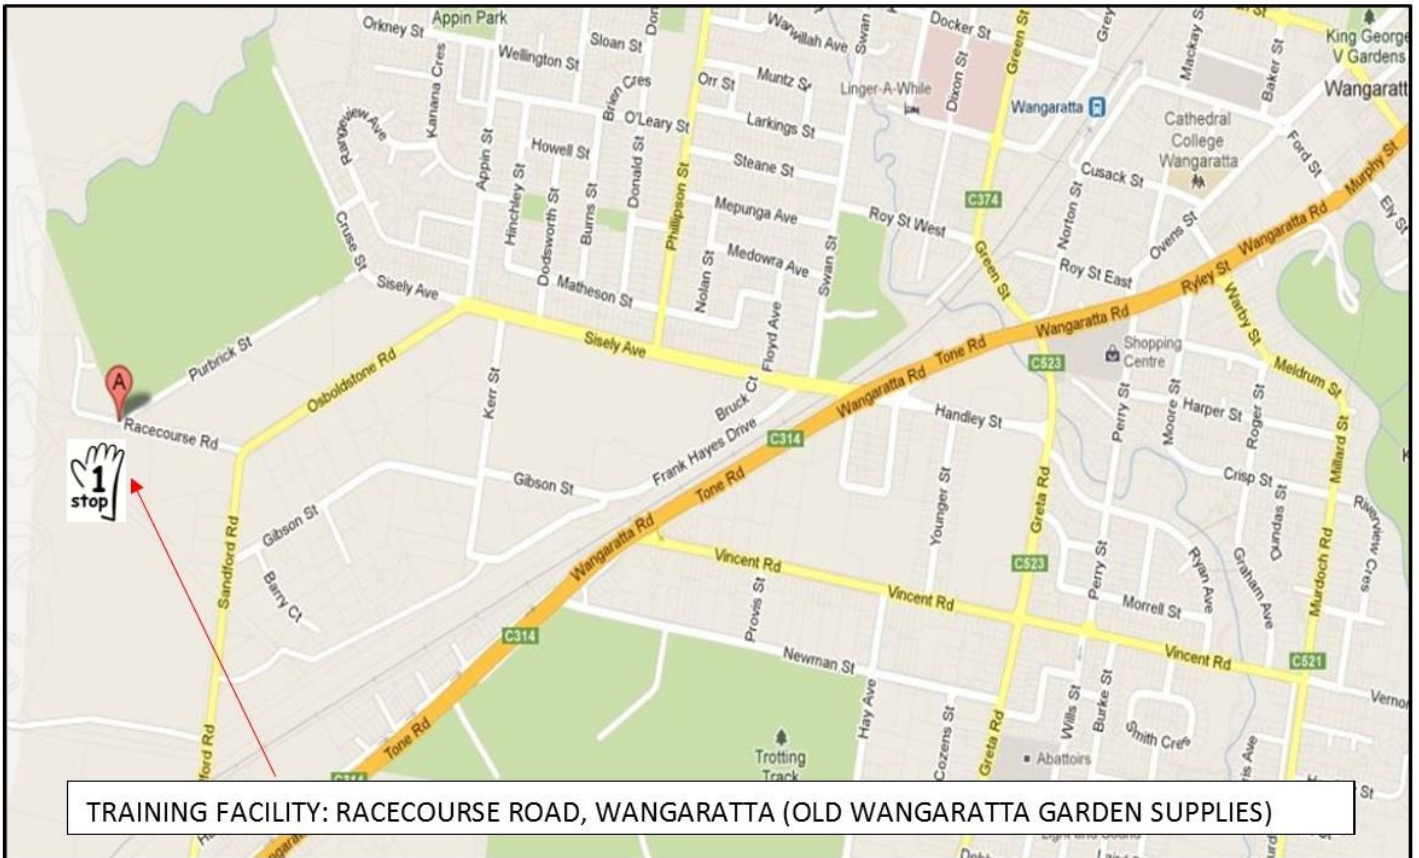 Appin Park
Orkney St
Wellington St
Sloan St
Brien Cres
Kanana Cres
Rangeview Ave
Appin St
O'Leary St
Howell St
Hinchley St
Dodsworth St
Burns St
Donald St
Phillipson St
Orr St
Muntz St
Larkings St
Steane St
Mepunga Ave
Medowra Ave
Nolan St
Floyd Ave
Swan St
Swan
Docker St
Linger-A-While
Dixon St
Green St
Grey
Wangaratta
Mackay St
Baker St
King George
V Gardens
Wangaratt
Cathedral
College
Wangaratta
Ford St
Murphy St
Ely St
Cusack St
Norton St
Ovens St
C374
Roy St West
Green St
Roy St East
Wangaratta Rd
Ryley St
Wangaratta Rd
Warby St
Meldrum St
Cruse St
Sisely Ave
Matheson St
Sisely Ave
Purbrick St
Osboldstone Rd
A
Racecourse Rd
1
stop
Kerr St
Bruck Ct
Frank Hayes Drive
Wangaratta Rd
Tone Rd
C523
Shopping
Centre
Perry St
Moore St
Harper St
Roger St
Millard St
Handley St
C314
Tone Rd
Gibson St
Gibson St
Barry Ct
Sandford Rd
Wangaratta Rd
Vincent Rd
Vincent Rd
Younger St
Greta Rd
C523
Crisp St
Dundas St
Riverview Cres
Graham Ave
Ryan Ave
Murdoch Rd
Perry St
Morrell St
Vincent Rd
C521
Provis St
Newman St
C314
Hay Ave
Cozens St
Greta Rd
Wills St
Burke St
Smith Cres
Abattoirs
Trotting
Track
Tone Rd
ford Rd
C314
TRAINING FACILITY: RACECOURSE ROAD, WANGARATTA (OLD WANGARATTA GARDEN SUPPLIES)